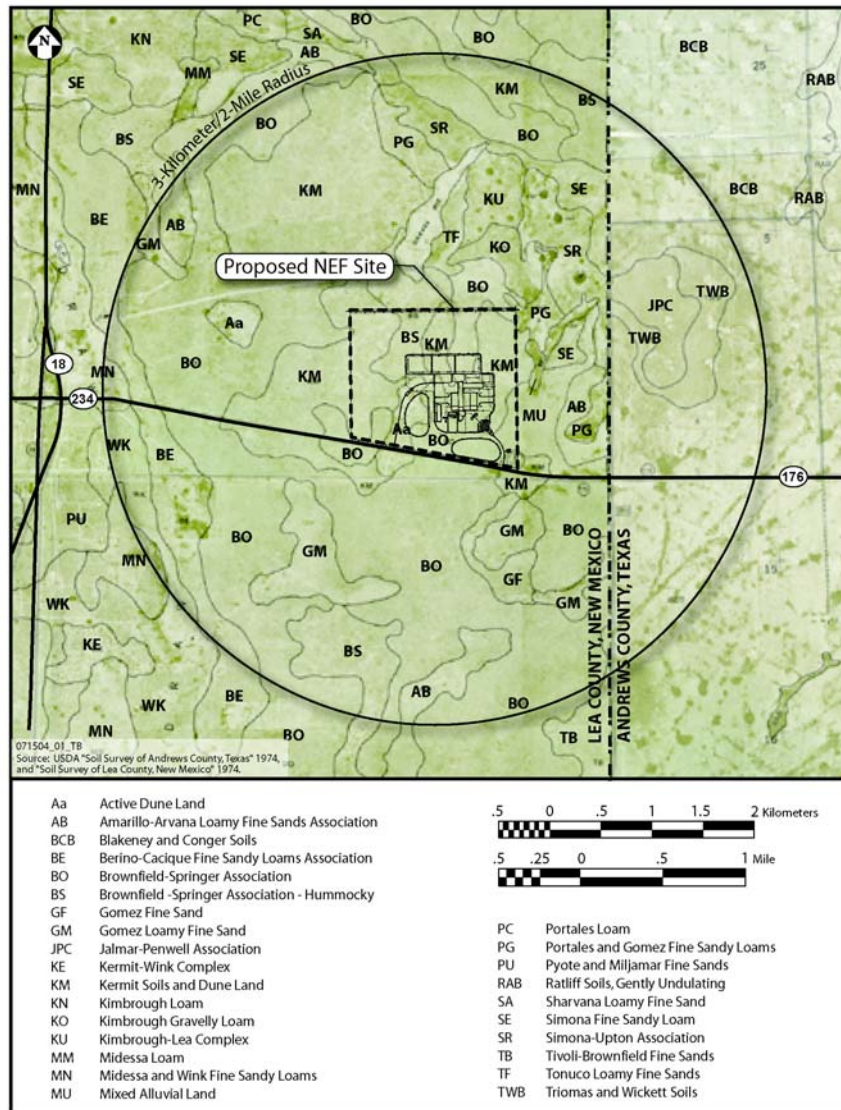 N
KN
PC
BO
SA
AB
BO
BCB
25
RAB
SE
MM
SE
KM
BS
3-Kilometer/2-Mile Radius
BO
BS
PG
SR
BO
MN
KM
SE
BCB
RAB
BE
AB
GM
KU
TF
KO
SR
5
Proposed NEF Site
BO
JPC
TWB
TWB
Aa
PG
BS
KM
SE
18
BO
KM
KM
MN
234
MU
AB
PG
Aa
BO
WK
BE
BO
KM
176
PU
BO
GM
BO
GM
BO
MN
GF
15
WK
GM
KE
BS
LEA COUNTY, NEW MEXICO
ANDREWS COUNTY, TEXAS
WK
BE
AB
BO
MN
BO
TB
071504_01_TB
Source: USDA "Soil Survey of Andrews County, Texas" 1974,
and "Soil Survey of Lea County, New Mexico" 1974.
Aa Active Dune Land
AB Amarillo-Arvana Loamy Fine Sands Association
BCB Blakeney and Conger Soils
BE Berino-Cacique Fine Sandy Loams Association
BO Brownfield-Springer Association
BS Brownfield -Springer Association - Hummocky
GF Gomez Fine Sand
GM Gomez Loamy Fine Sand
JPC Jalmar-Penwell Association
KE Kermit-Wink Complex
KM Kermit Soils and Dune Land
KN Kimbrough Loam
KO Kimbrough Gravelly Loam
KU Kimbrough-Lea Complex
MM Midessa Loam
MN Midessa and Wink Fine Sandy Loams
MU Mixed Alluvial Land
.5 0 .5 1 1.5 2 Kilometers
.5 .25 0 .5 1 Mile
PC Portales Loam
PG Portales and Gomez Fine Sandy Loams
PU Pyote and Miljamar Fine Sands
RAB Ratliff Soils, Gently Undulating
SA Sharvana Loamy Fine Sand
SE Simona Fine Sandy Loam
SR Simona-Upton Association
TB Tivoli-Brownfield Fine Sands
TF Tonuco Loamy Fine Sands
TWB Triomas and Wickett Soils